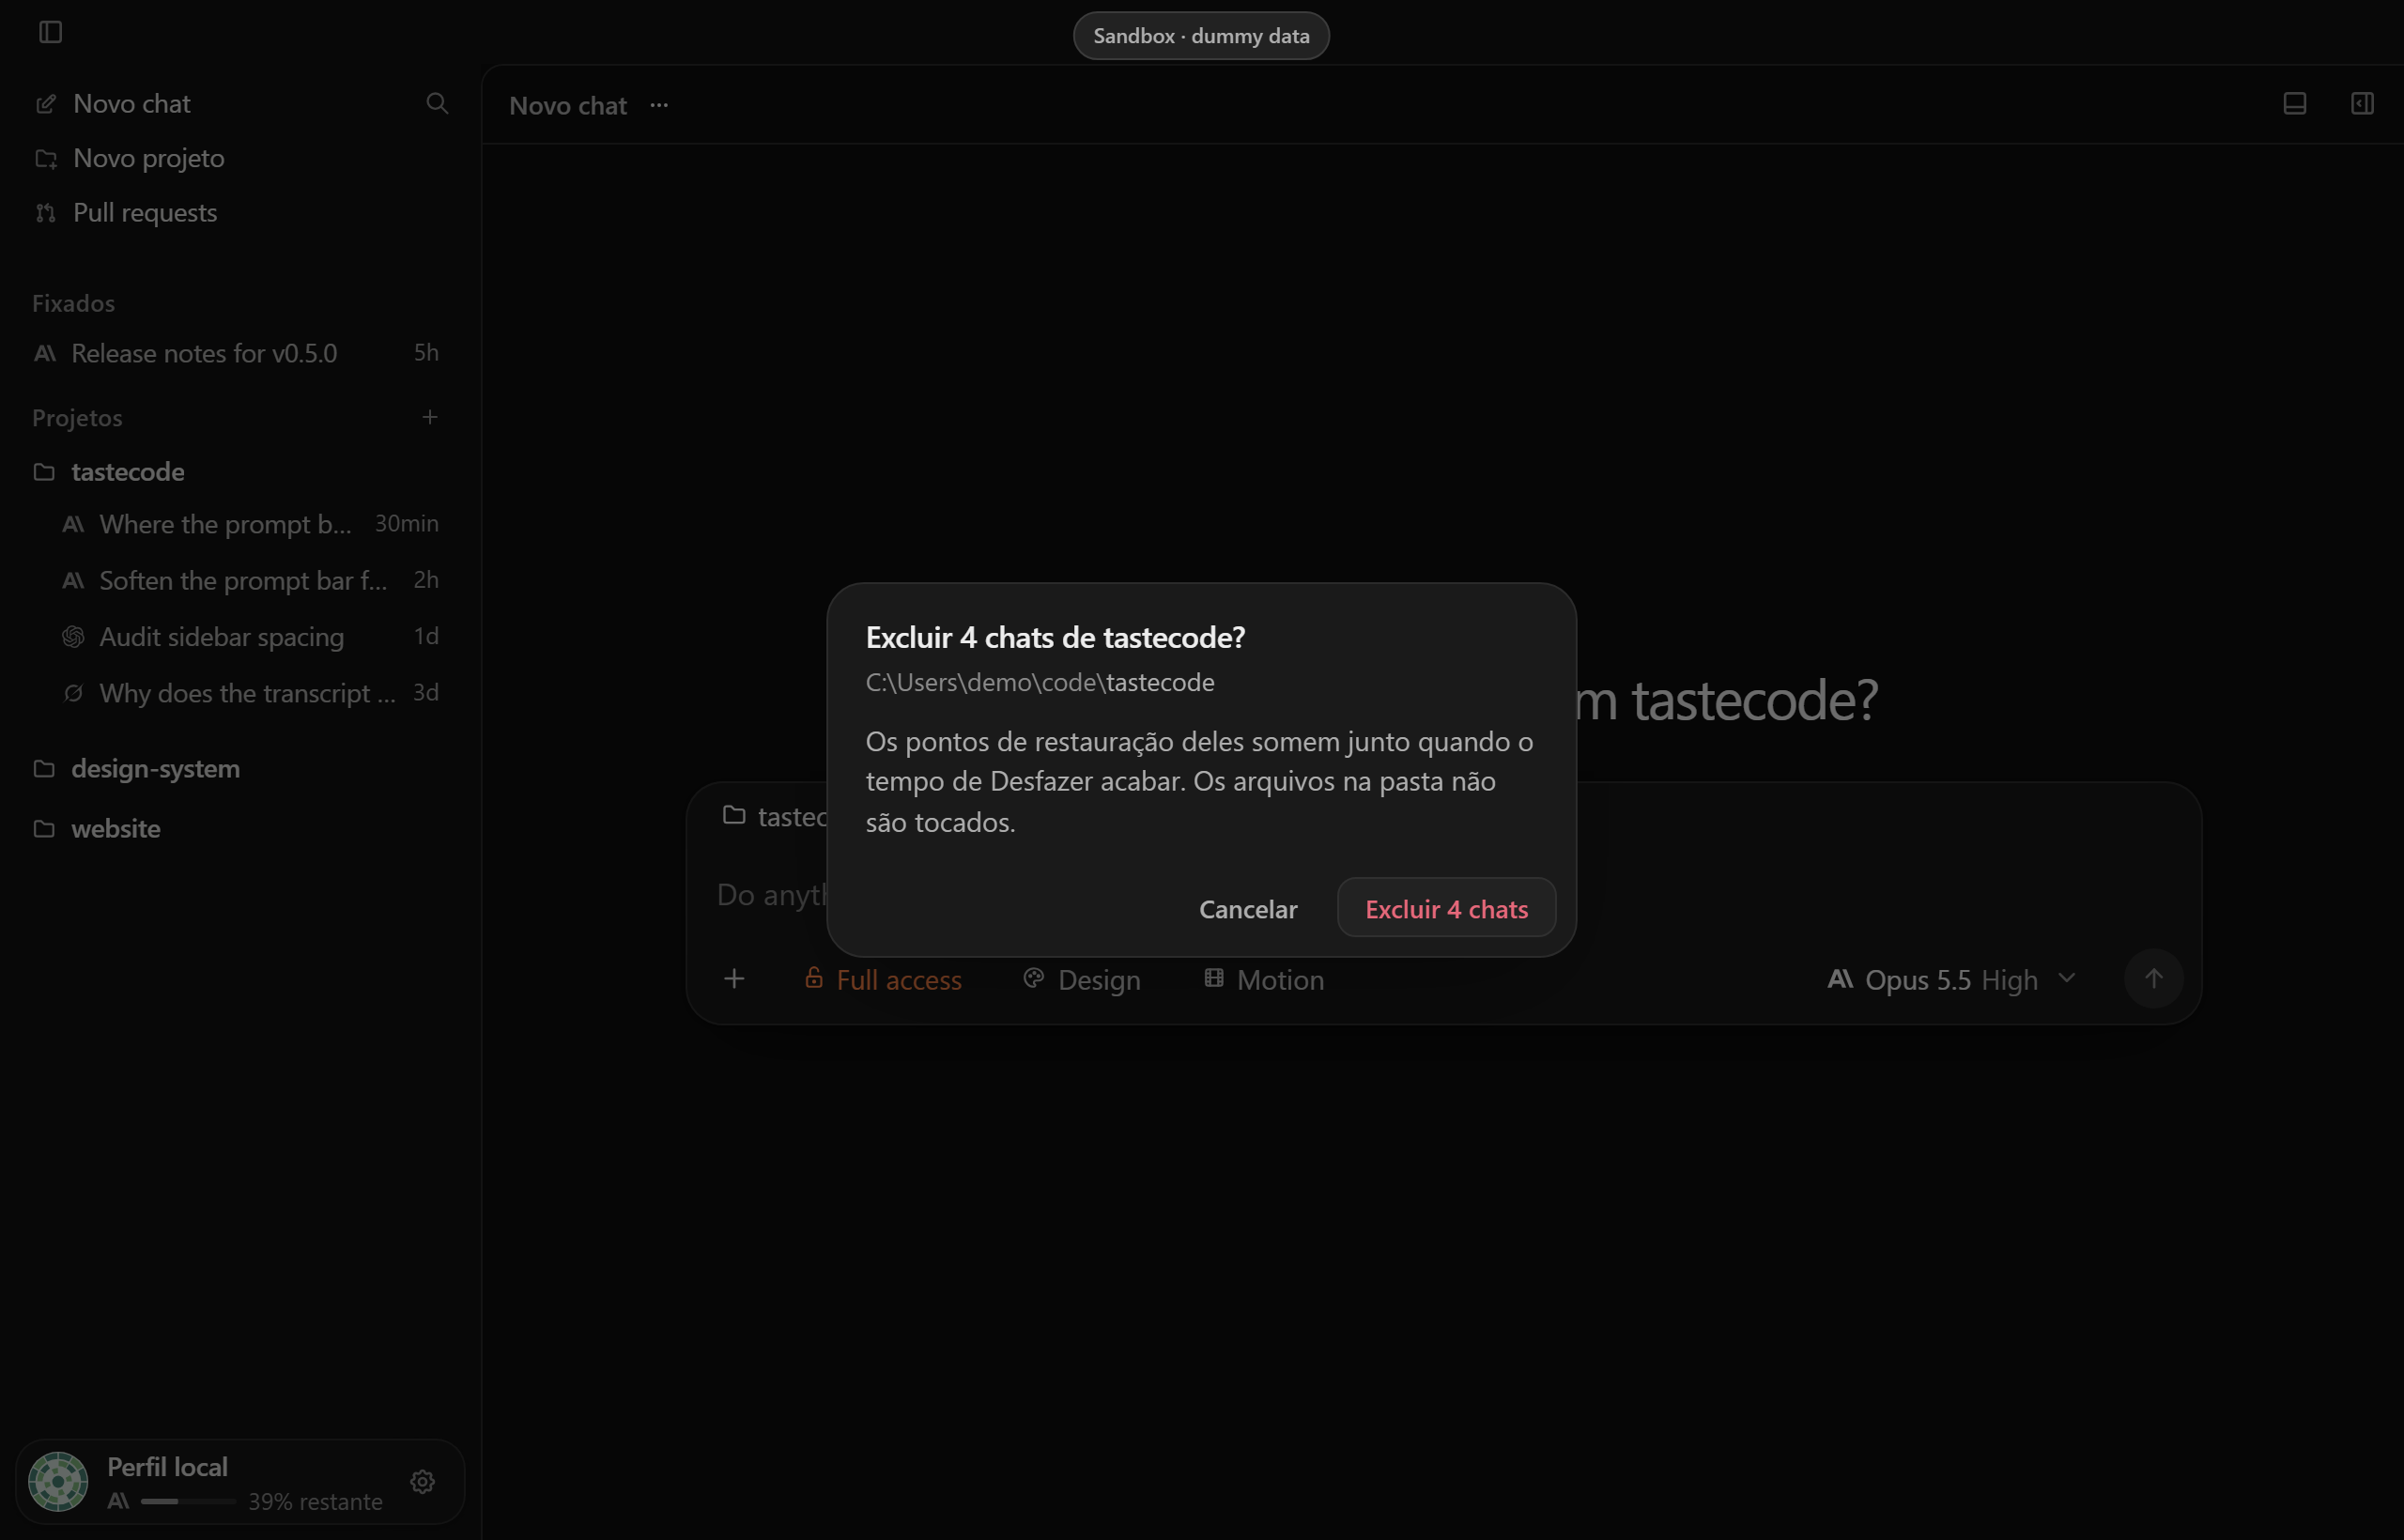 Sandbox · dummy data
Novo chat
Novo projeto
Pull requests
Fixados
Release notes for v0.5.0 5h
Projetos
tastecode
Where the prompt b... 30min
Soften the prompt bar f... 2h
Audit sidebar spacing 1d
Why does the transcript ... 3d
design-system
website
Perfil local
39% restante
Novo chat
m tastecode?
Excluir 4 chats de tastecode?
C:\Users\demo\code\tastecode
Os pontos de restauração deles somem junto quando o
tempo de Desfazer acabar. Os arquivos na pasta não
são tocados.
Cancelar Excluir 4 chats
tastec
Do anyth
Full access Design Motion Opus 5.5 High